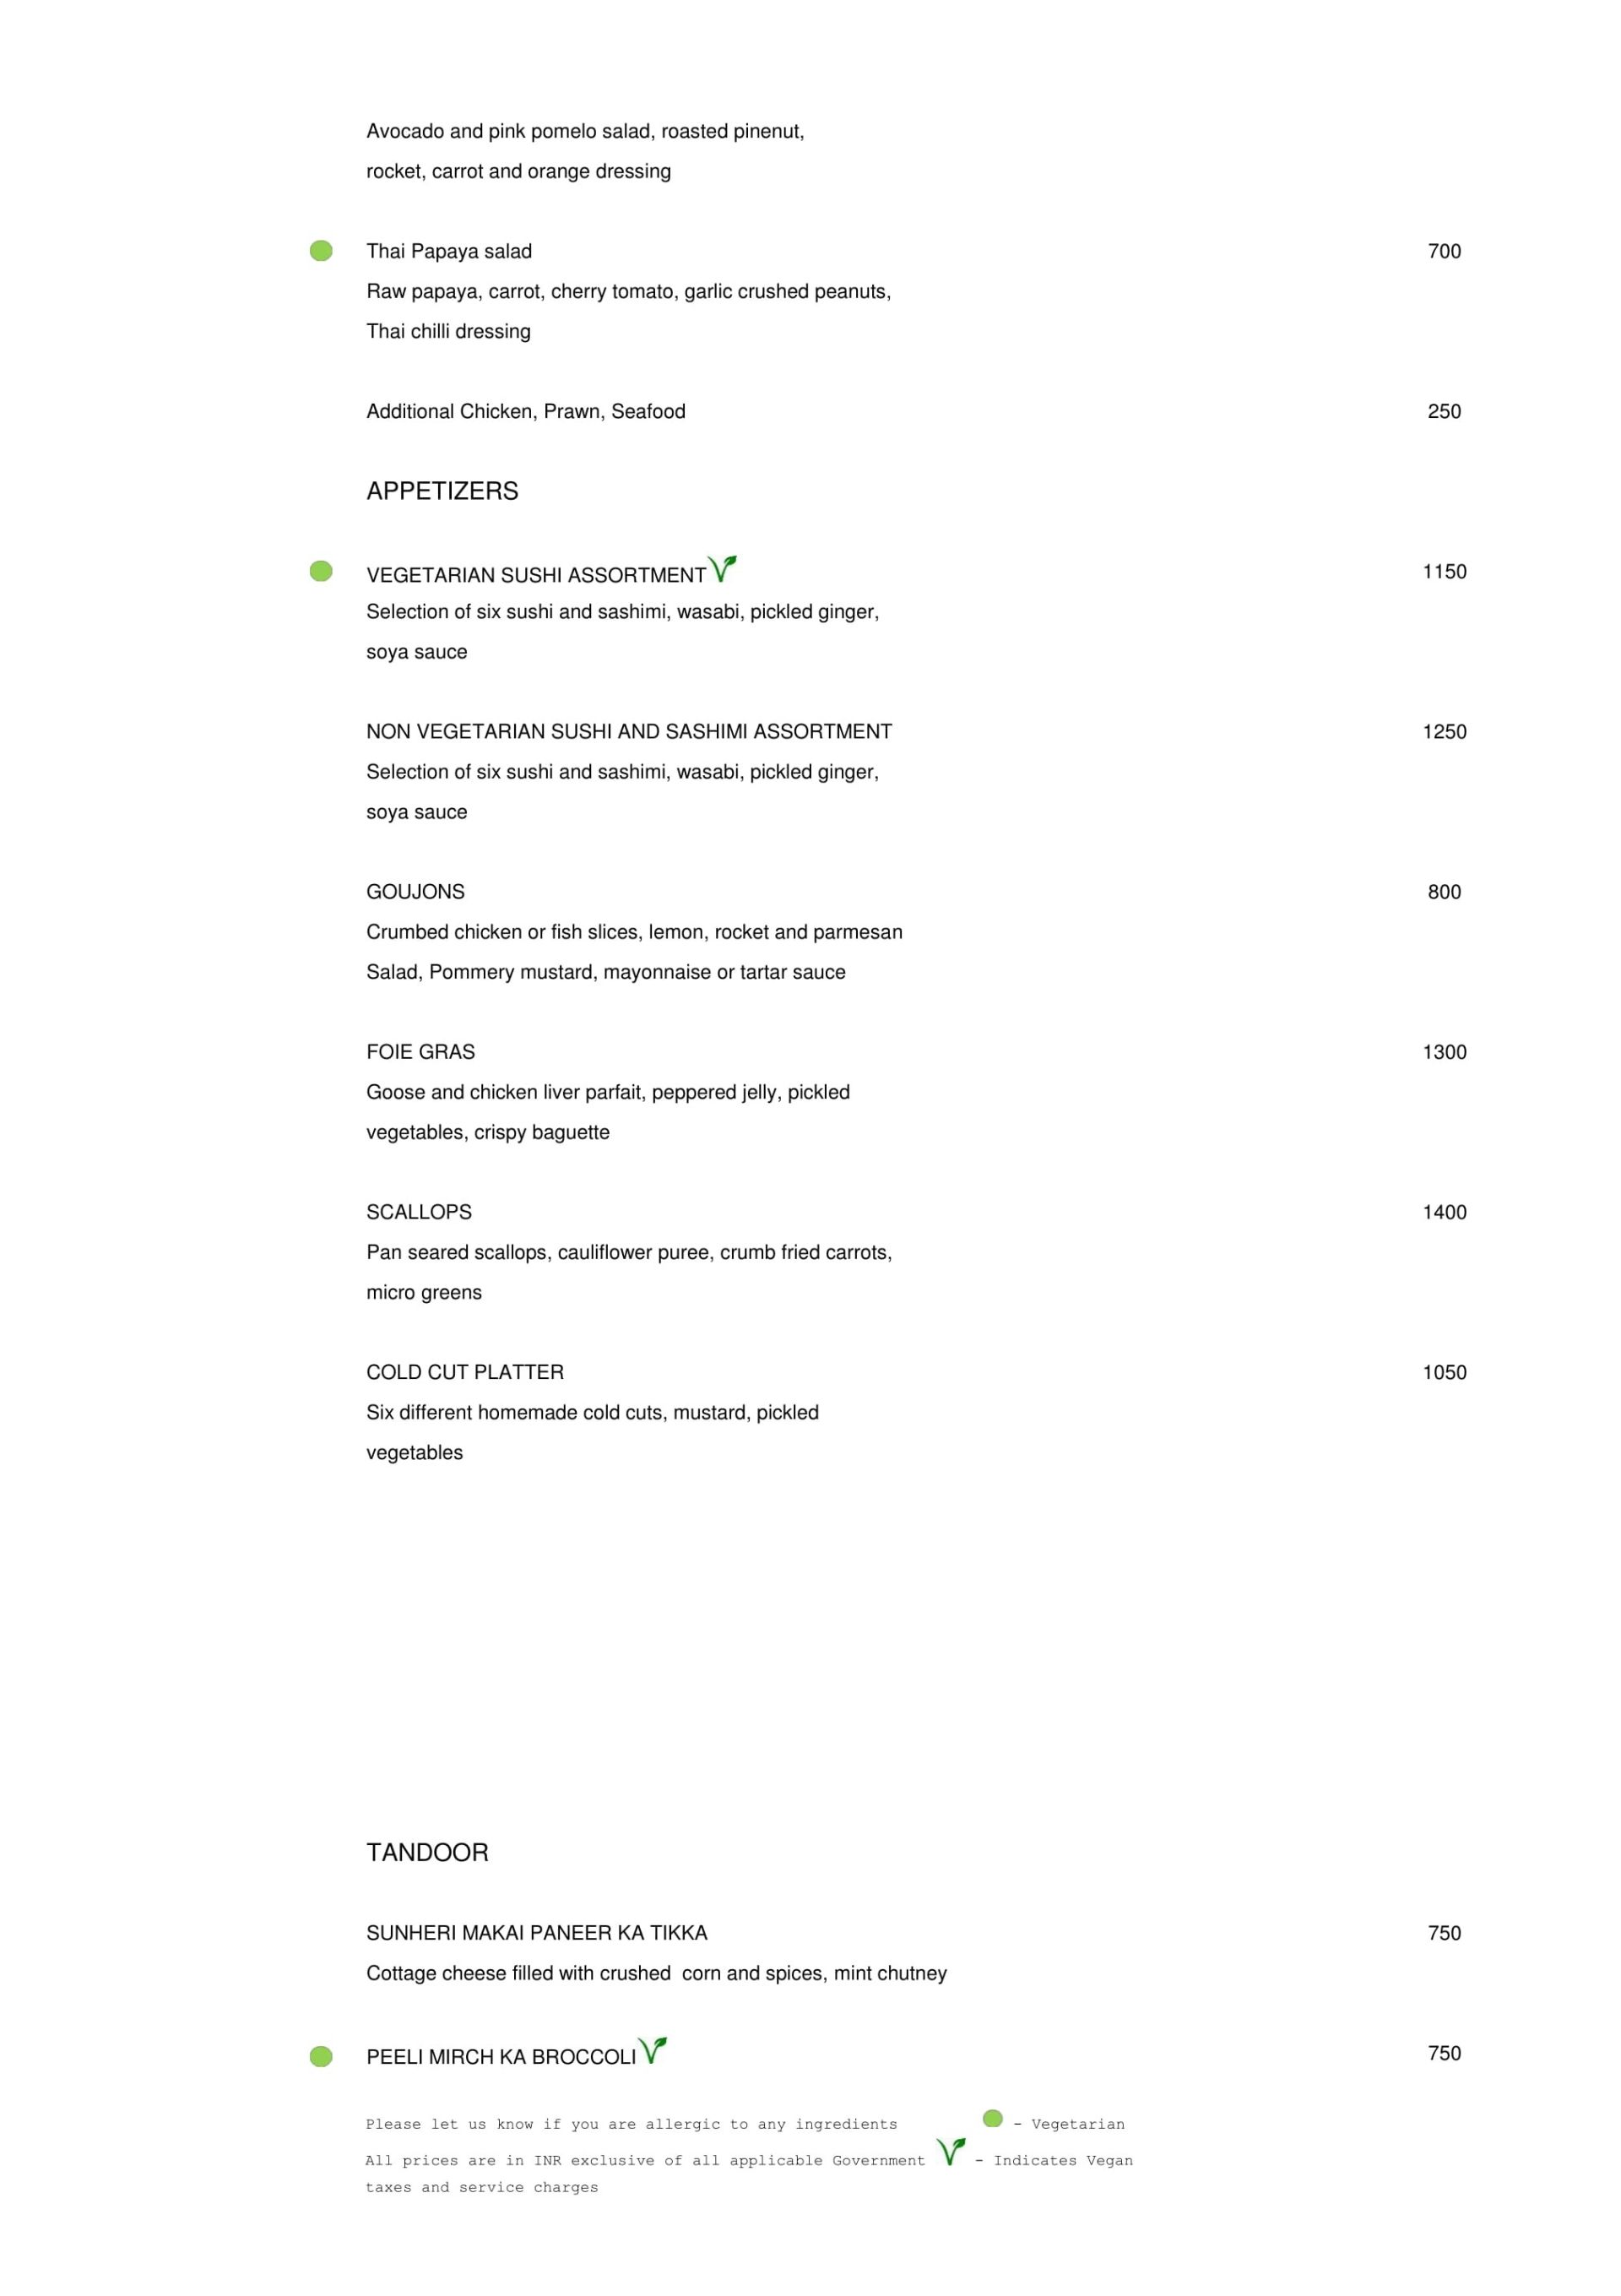 Avocado and pink pomelo salad, roasted pinenut,
rocket, carrot and orange dressing
Thai Papaya salad 700
Raw papaya, carrot, cherry tomato, garlic crushed peanuts,
Thai chilli dressing
Additional Chicken, Prawn, Seafood 250
APPETIZERS
VEGETARIAN SUSHI ASSORTMENT 1150
Selection of six sushi and sashimi, wasabi, pickled ginger,
soya sauce
NON VEGETARIAN SUSHI AND SASHIMI ASSORTMENT 1250
Selection of six sushi and sashimi, wasabi, pickled ginger,
soya sauce
GOUJONS 800
Crumbed chicken or fish slices, lemon, rocket and parmesan
Salad, Pommery mustard, mayonnaise or tartar sauce
FOIE GRAS 1300
Goose and chicken liver parfait, peppered jelly, pickled
vegetables, crispy baguette
SCALLOPS 1400
Pan seared scallops, cauliflower puree, crumb fried carrots,
micro greens
COLD CUT PLATTER 1050
Six different homemade cold cuts, mustard, pickled
vegetables
TANDOOR
SUNHERI MAKAI PANEER KA TIKKA 750
Cottage cheese filled with crushed  corn and spices, mint chutney
PEELI MIRCH KA BROCCOLI 750
Please let us know if you are allergic to any ingredients - Vegetarian
All prices are in INR exclusive of all applicable Government - Indicates Vegan
taxes and service charges